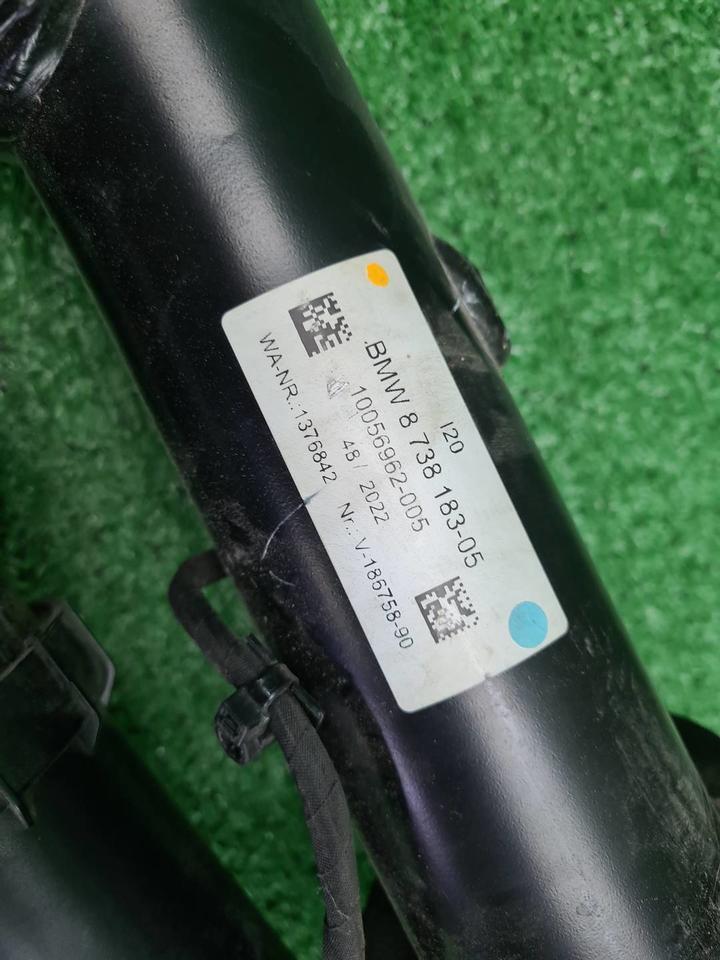 I20
BMW 8 738 183-05
10056962-005
48 / 2022
WA-NR.:1376842 Nr.: V-186758-90